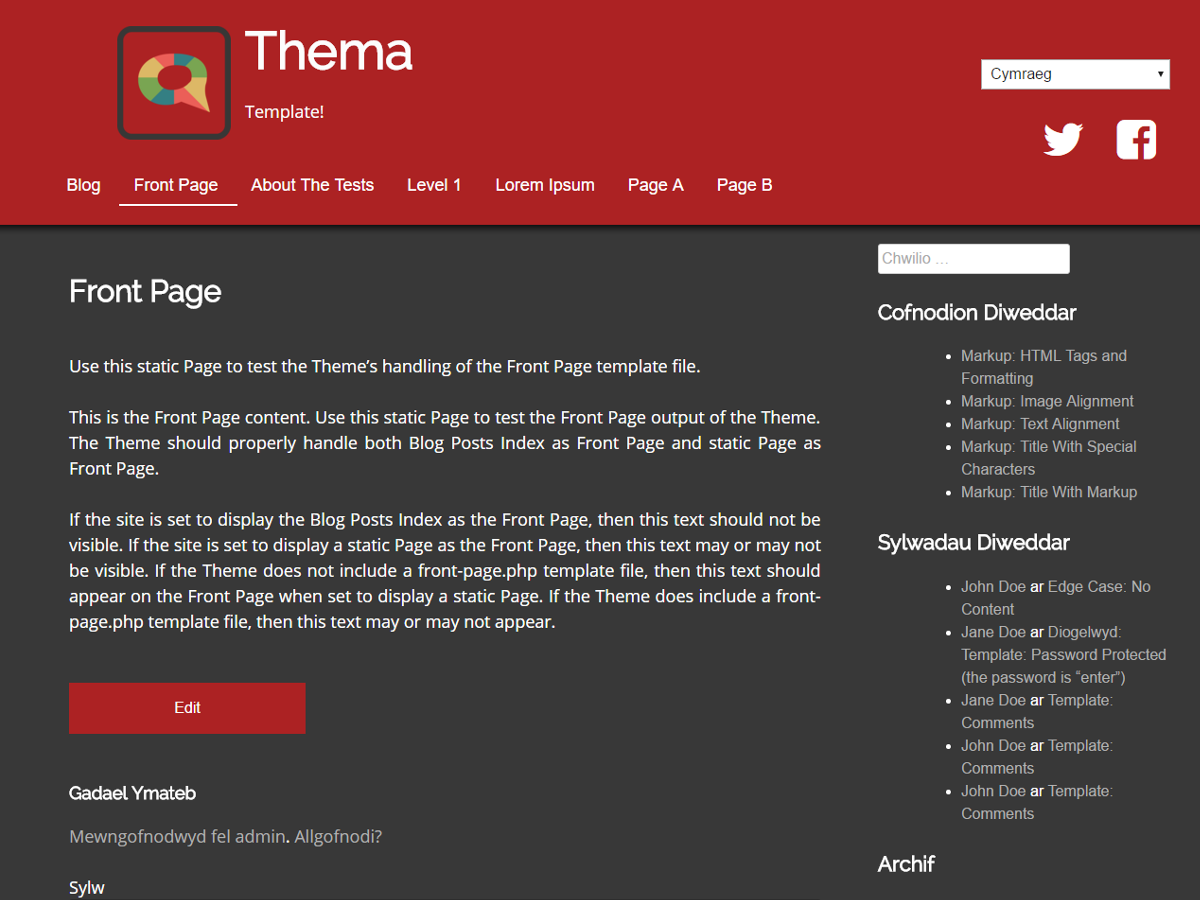 Thema
Template!
Cymraeg
Blog
Front Page
About The Tests
Level 1
Lorem Ipsum
Page A
Page B
Front Page
Use this static Page to test the Theme’s handling of the Front Page template file.
This is the Front Page content. Use this static Page to test the Front Page output of the Theme.
The Theme should properly handle both Blog Posts Index as Front Page and static Page as
Front Page.
If the site is set to display the Blog Posts Index as the Front Page, then this text should not be
visible. If the site is set to display a static Page as the Front Page, then this text may or may not
be visible. If the Theme does not include a front-page.php template file, then this text should
appear on the Front Page when set to display a static Page. If the Theme does include a front-
page.php template file, then this text may or may not appear.
Edit
Gadael Ymateb
Mewngofnodwyd fel admin. Allgofnodi?
Sylw
Chwilio …
Cofnodion Diweddar
Markup: HTML Tags and
Formatting
Markup: Image Alignment
Markup: Text Alignment
Markup: Title With Special
Characters
Markup: Title With Markup
Sylwadau Diweddar
John Doe ar Edge Case: No
Content
Jane Doe ar Diogelwyd:
Template: Password Protected
(the password is “enter”)
Jane Doe ar Template:
Comments
John Doe ar Template:
Comments
John Doe ar Template:
Comments
Archif